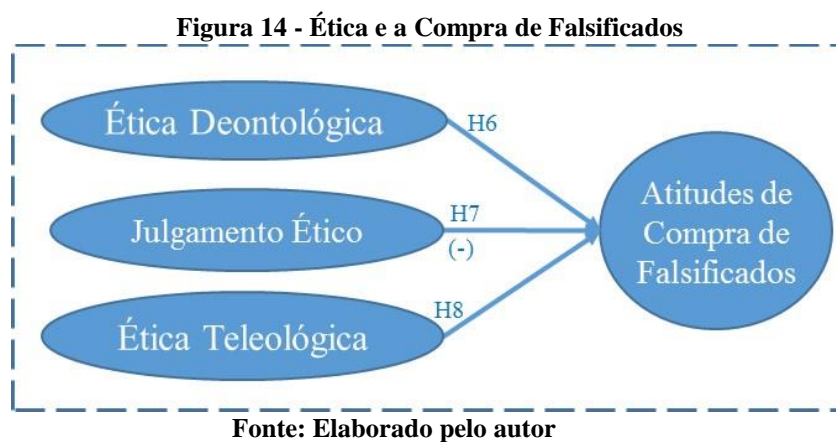 Figura 14 - Ética e a Compra de Falsificados
Ética Deontológica
H6
Julgamento Ético
H7
(-)
Ética Teleológica
H8
Atitudes de
Compra de
Falsificados
Fonte: Elaborado pelo autor